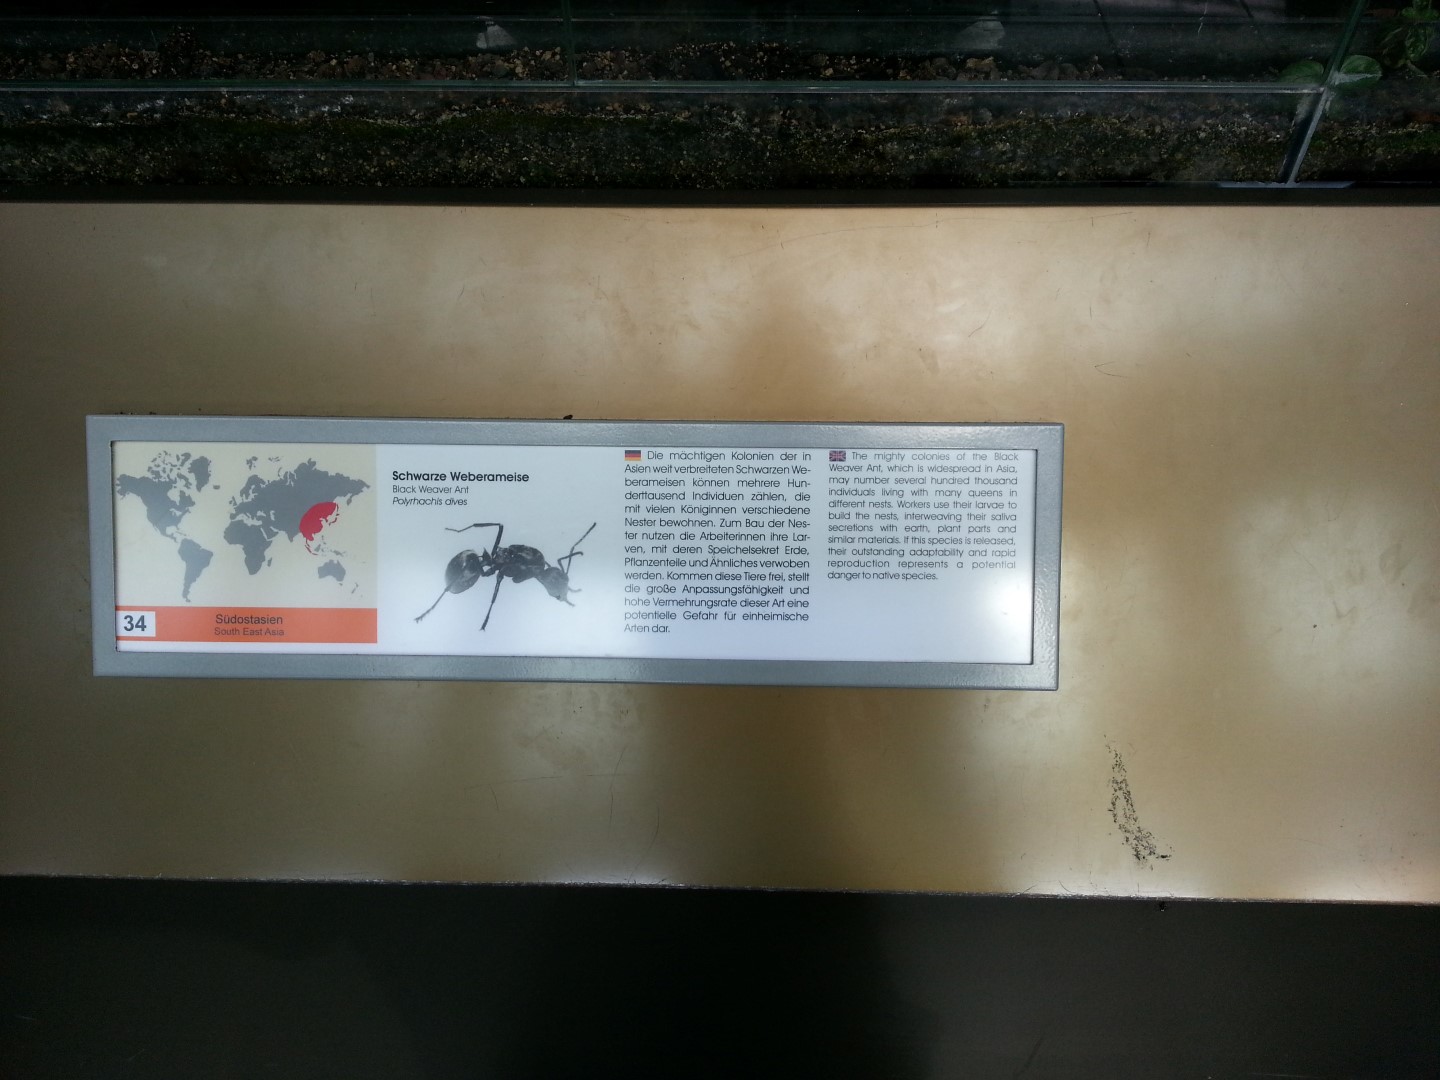 34
Südostasien
South East Asia
Schwarze Weberameise
Black Weaver Ant
Polyrhachis dives
Die mächtigen Kolonien der in
Asien weit verbreiteten Schwarzen We-
berameisen können mehrere Hun-
derttausend Individuen zählen, die
mit vielen Königinnen verschiedene
Nester bewohnen. Zum Bau der Nes-
ter nutzen die Arbeiterinnen ihre Lar-
ven, mit deren Speichelsekret Erde,
Pflanzenteile und Ähnliches verwoben
werden. Kommen diese Tiere frei, stellt
die große Anpassungsfähigkeit und
hohe Vermehrungsrate dieser Art eine
potentielle Gefahr für einheimische
Arten dar.
The mighty colonies of the Black
Weaver Ant, which is widespread in Asia,
may number several hundred thousand
individuals living with many queens in
different nests. Workers use their larvae to
build the nests, interweaving their saliva
secretions with earth, plant parts and
similar materials. If this species is released,
their outstanding adaptability and rapid
reproduction represents a potential
danger to native species.